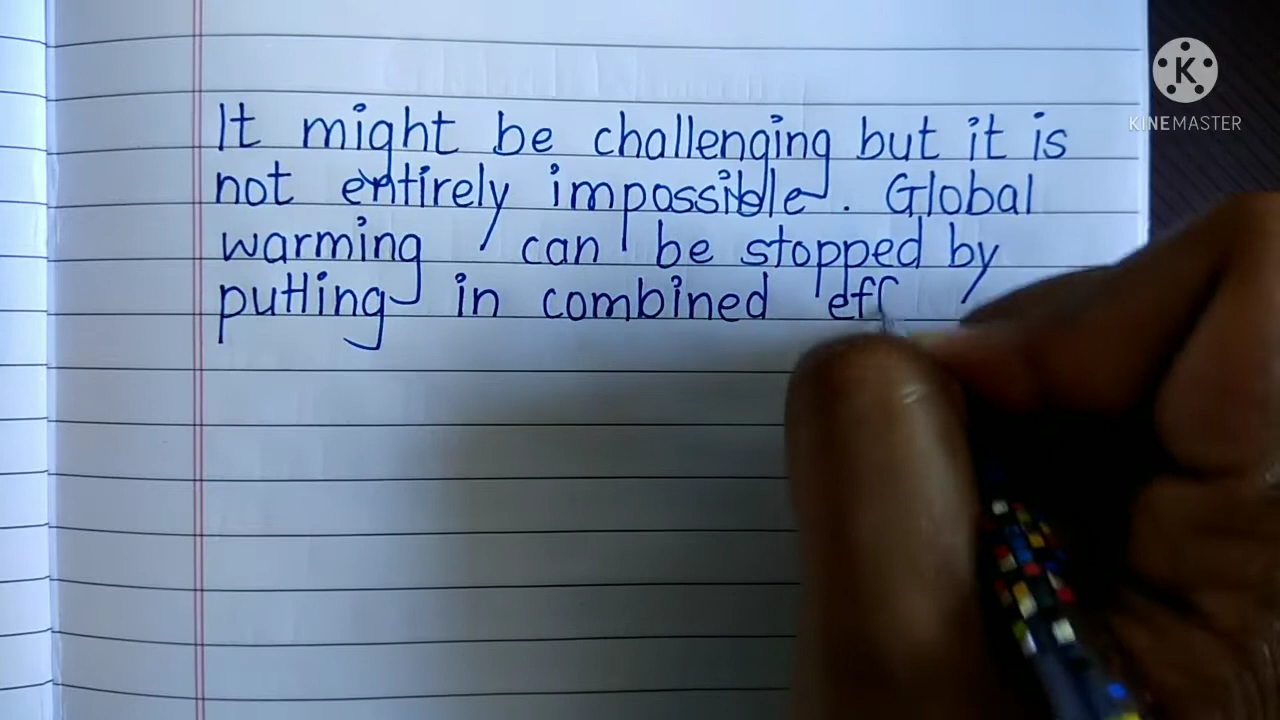 It might be challenging but it is
not entirely impossible. Global
warming can be stopped by
putting in combined eff
KINEMASTER